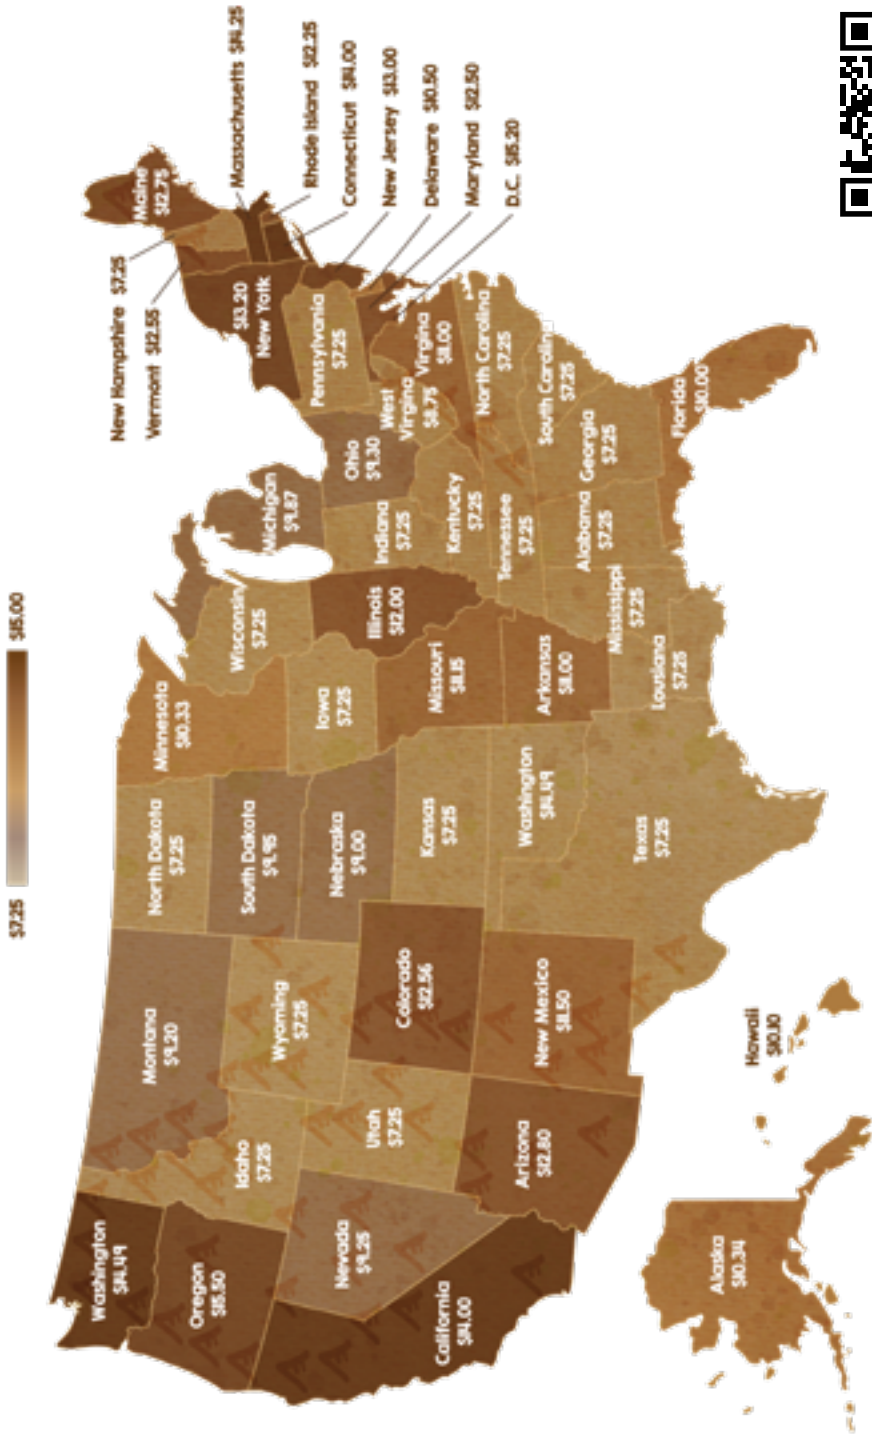 $7.25
$15.00
Washington
$14.49
Oregon
California
$14.00
Nevada
$9.25
Idaho
$7.25
Montana
$9.20
Wyoming
$7.25
Utah
$7.25
Arizona
$12.80
Colorado
$12.56
New Mexico
$11.50
North Dakota
$7.25
South Dakota
$9.95
Nebraska
$9.00
Kansas
$7.25
Washington
$14.49
Texas
$7.25
Minnesota
$10.33
Iowa
$7.25
Missouri
$11.15
Arkansas
$11.00
Lousiana
$7.25
Wisconsin
$7.25
Illinois
$12.00
Mississippi
$7.25
Michigan
$9.87
Indiana
$7.25
Ohio
$9.30
Kentucky
$7.25
Tennessee
$7.25
Alabama
$7.25
Georgia
$7.25
Florida
$10.00
South Carolina
$7.25
North Carolina
$7.25
West
Virgina
$8.75
Virgina
$11.00
Pennsylvania
$7.25
$13.20
New Yotk
New Hampshire $7.25
Vermont $12.55
Maine
$12.75
Massachusetts $14.25
Rhode Island $12.25
Connecticut $14.00
New Jersey $13.00
Delaware $10.50
Maryland $12.50
D.C. $15.20
Alaska
$10.34
Hawaii
$10.10